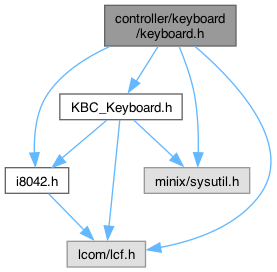 controller/keyboard
/keyboard.h
KBC_Keyboard.h
i8042.h
minix/sysutil.h
lcom/lcf.h